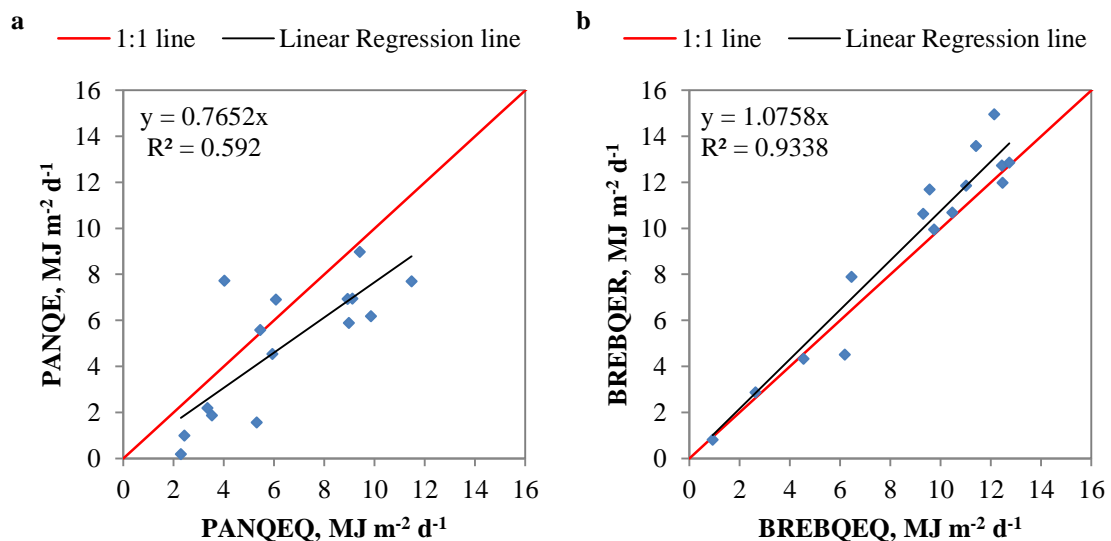 a
1:1 line Linear Regression line
y = 0.7652x
R² = 0.592
PANQE, MJ m⁻² d⁻¹
16
14
12
10
8
6
4
2
0
0 2 4 6 8 10 12 14 16
PANQEQ, MJ m⁻² d⁻¹
b
1:1 line Linear Regression line
y = 1.0758x
R² = 0.9338
BREBQER, MJ m⁻² d⁻¹
16
14
12
10
8
6
4
2
0
0 2 4 6 8 10 12 14 16
BREBQEQ, MJ m⁻² d⁻¹